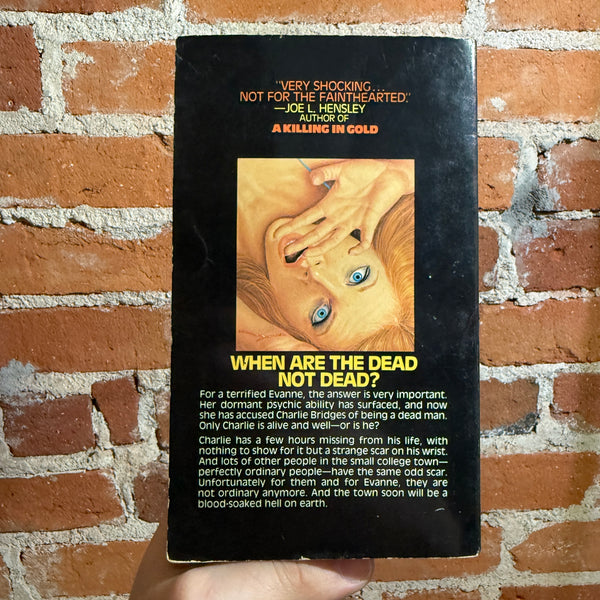 "VERY SHOCKING...
NOT FOR THE FAINTHEARTED."
—JOE L. HENSLEY
AUTHOR OF
A KILLING IN GOLD
WHEN ARE THE DEAD
NOT DEAD?
For a terrified Evanne, the answer is very important.
Her dormant psychic ability has surfaced, and now
she has accused Charlie Bridges of being a dead man.
Only Charlie is alive and well—or is he?
Charlie has a few hours missing from his life, with
nothing to show for it but a strange scar on his wrist.
And lots of other people in the small college town—
perfectly ordinary people—have the same odd scar.
Unfortunately for them and for Evanne, they are
not ordinary anymore. And the town soon will be a
blood-soaked hell on earth.